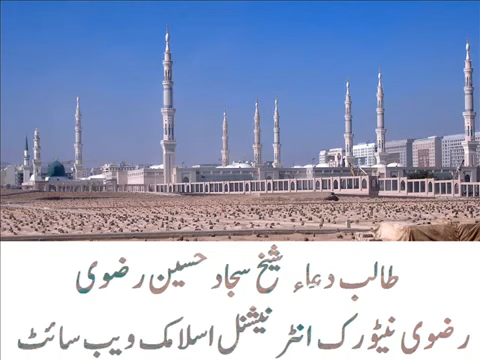 طالب دعاء شیخ سجاد حسین رضوی
رضوی نیٹورک انٹر نیشنل اسلامک ویب سائٹ